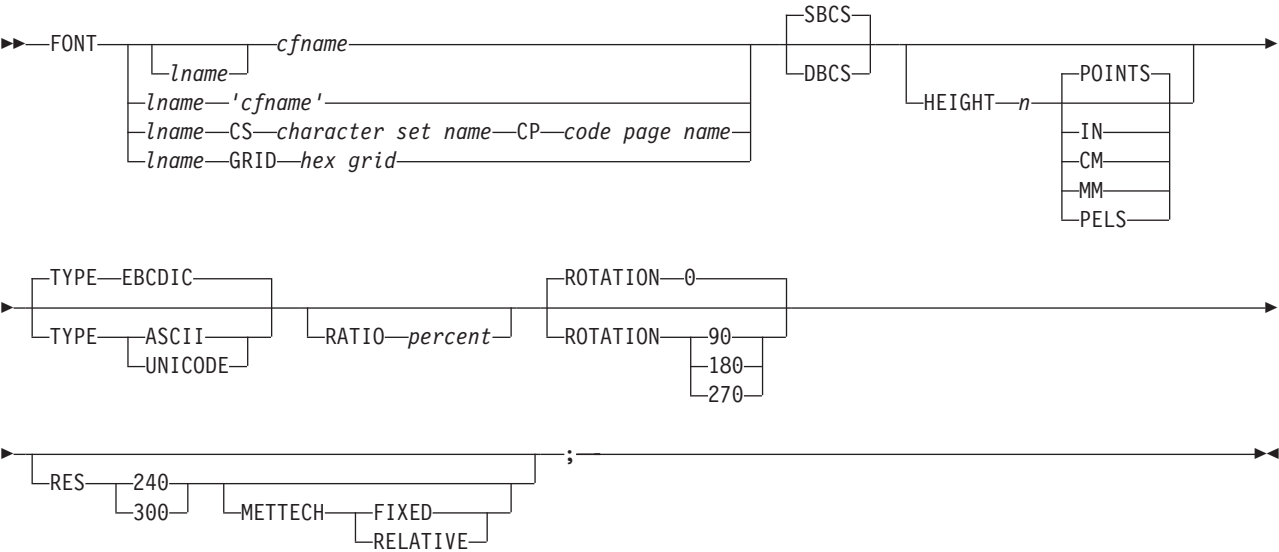 SBCS
FONT cfname
lname DBCS POINTS
lname 'cfname' HEIGHT n
lname CS character set name CP code page name IN
lname GRID hex grid CM
MM
PELS
TYPE EBCDIC ROTATION 0
TYPE ASCII RATIO percent ROTATION 90
UNICODE 180
270
;
RES 240
300 METTECH FIXED
RELATIVE